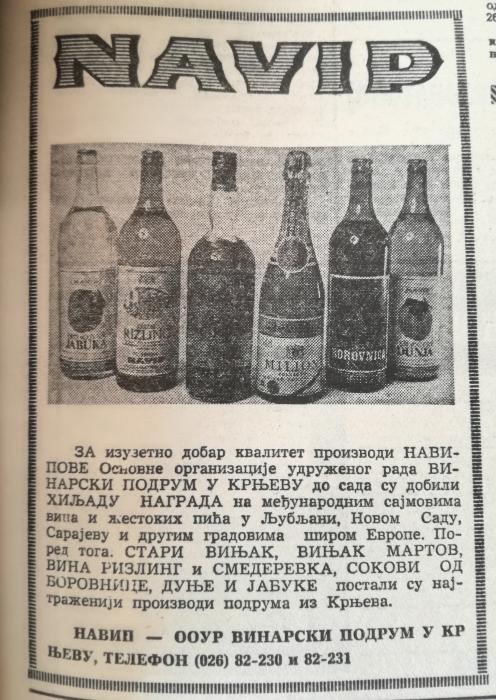 NAVIP
JABUKA
RIZLING
NAVIP
MILION
BOROVNICA
DUNJA
ЗА изузетно добар квалитет производи НАВИ-
ПОВЕ Основне организације удруженог рада ВИ-
НАРСКИ ПОДРУМ У КРЊЕВУ до сада су добили
ХИЉАДУ НАГРАДА на међународним сајмовима
вина и жестоких пића у Љубљани, Новом Саду,
Сарајеву и другим градовима широм Европе. По-
ред тога. СТАРИ ВИЊАК, ВИЊАК МАРТОВ,
ВИНА РИЗЛИНГ и СМЕДЕРЕВКА, СОКОВИ ОД
БОРОВНИЦЕ, ДУЊЕ И ЈАБУКЕ постали су нај-
траженији производи подрума из Крњева.
НАВИП — ООУР ВИНАРСКИ ПОДРУМ У КР
ЊЕВУ, ТЕЛЕФОН (026) 82-230 и 82-231